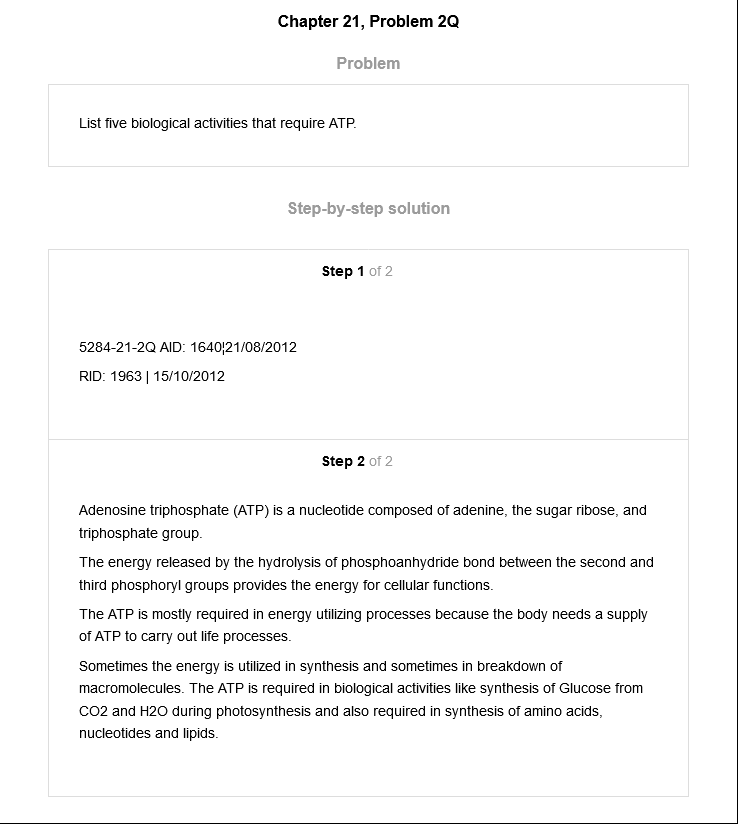 Chapter 21, Problem 2Q
Problem
List five biological activities that require ATP.
Step-by-step solution
Step 1 of 2
5284-21-2Q AID: 1640¦21/08/2012
RID: 1963 | 15/10/2012
Step 2 of 2
Adenosine triphosphate (ATP) is a nucleotide composed of adenine, the sugar ribose, and
triphosphate group.
The energy released by the hydrolysis of phosphoanhydride bond between the second and
third phosphoryl groups provides the energy for cellular functions.
The ATP is mostly required in energy utilizing processes because the body needs a supply
of ATP to carry out life processes.
Sometimes the energy is utilized in synthesis and sometimes in breakdown of
macromolecules. The ATP is required in biological activities like synthesis of Glucose from
CO2 and H2O during photosynthesis and also required in synthesis of amino acids,
nucleotides and lipids.